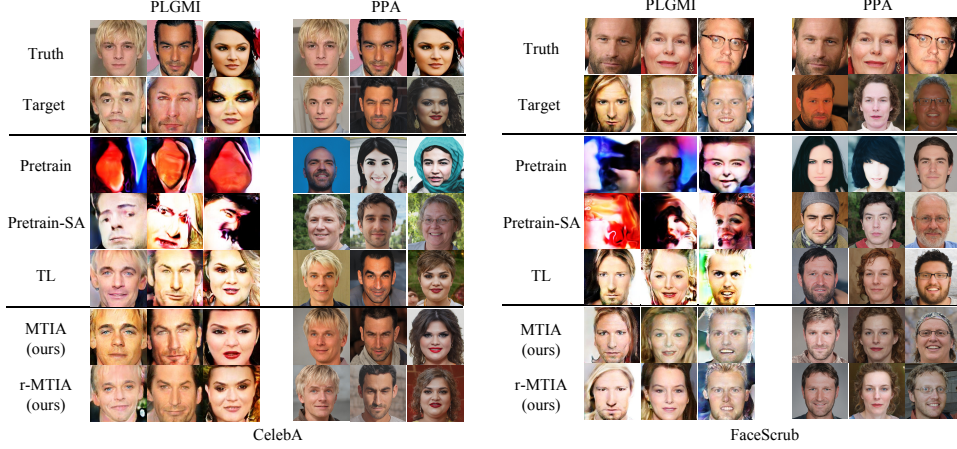 PLGMI PPA PLGMI PPA
Truth Truth
Target Target
Pretrain Pretrain
Pretrain-SA Pretrain-SA
TL TL
MTIA MTIA
(ours) (ours)
r-MTIA r-MTIA
(ours) (ours)
CelebA FaceScrub